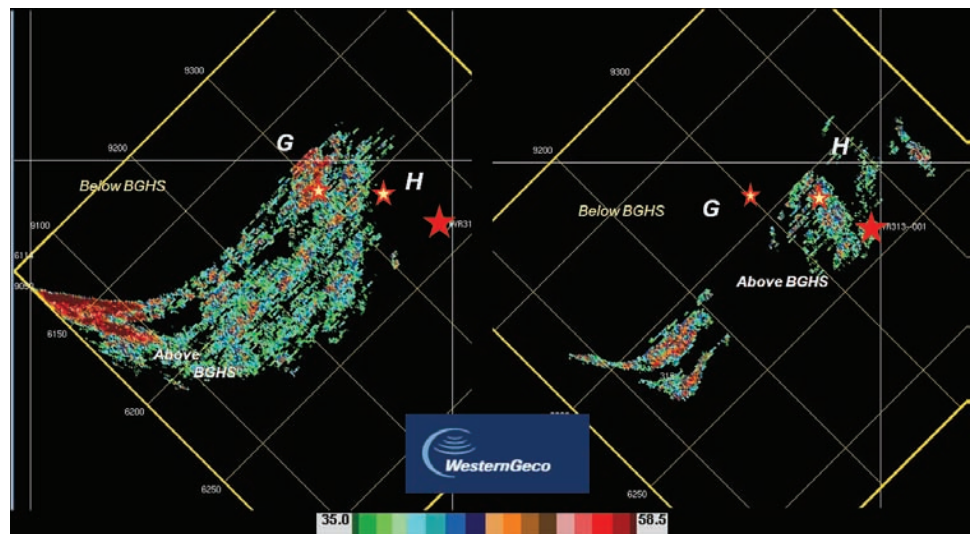 9300
G
9200
H
Below BGHS
9100
6150
Above
BGHS
6200
6250
9300
H
9200
Below BGHS
G
WR313--001
Above BGHS
6250
WesternGeco
35.0
58.5